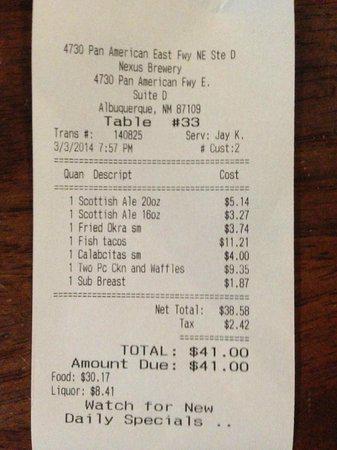 4730 Pan American East Fwy NE Ste D
Nexus Brewery
4730 Pan American Fwy E.
Suite D
Albuquerque, NM 87109
Table #33
Trans #: 140825 Serv: Jay K.
3/3/2014 7:57 PM # Cust:2
Quan Descript Cost
1 Scottish Ale 20oz $5.14
1 Scottish Ale 16oz $3.27
1 Fried Okra sm $3.74
1 Fish tacos $11.21
1 Calabcitas sm $4.00
1 Two Pc Ckn and Waffles $9.35
1 Sub Breast $1.87
Net Total: $38.58
Tax $2.42
TOTAL: $41.00
Amount Due: $41.00
Food: $30.17
Liquor: $8.41
Watch for New
Daily Specials ..